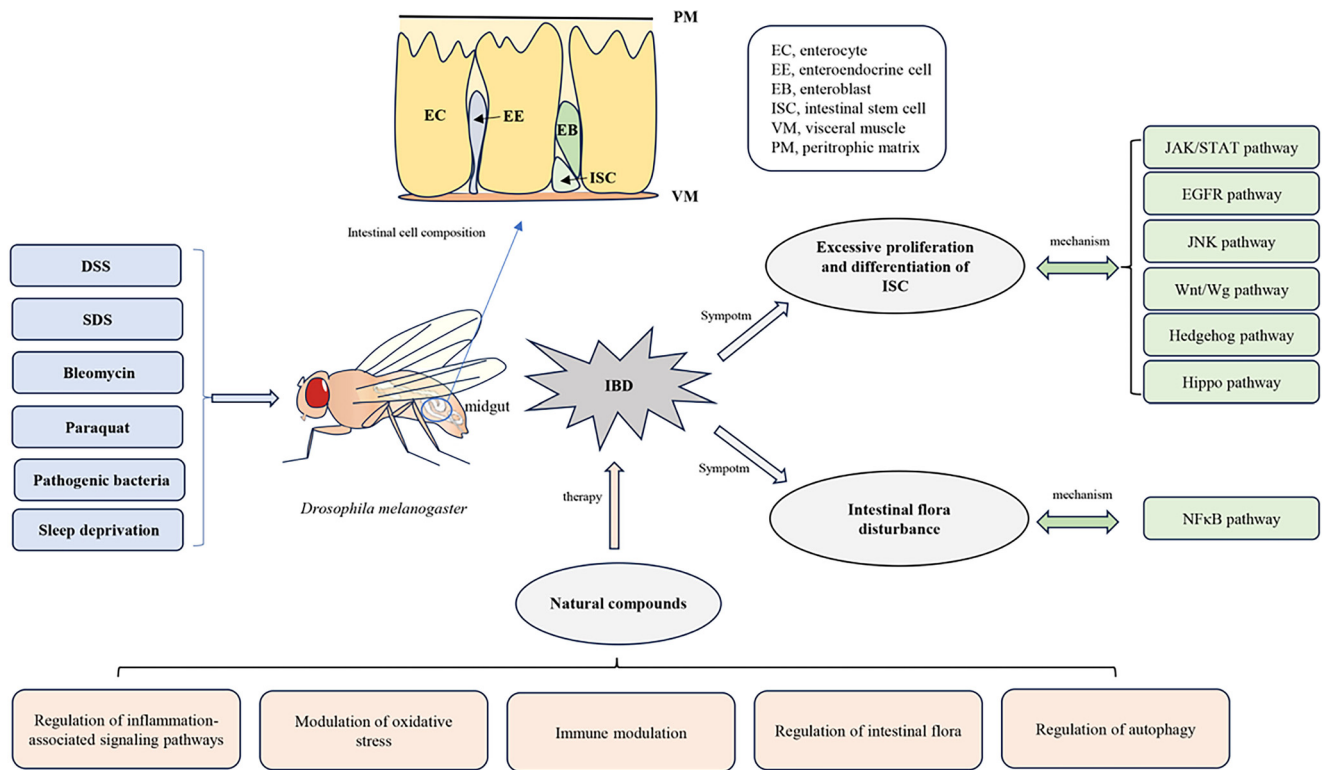 PM
EC
EE
EB
ISC
VM
Intestinal cell composition
EC, enterocyte
EE, enteroendocrine cell
EB, enteroblast
ISC, intestinal stem cell
VM, visceral muscle
PM, peritrophic matrix
DSS
SDS
Bleomycin
Paraquat
Pathogenic bacteria
Sleep deprivation
midgut
Drosophila melanogaster
IBD
Sympotm
Sympotm
Excessive proliferation
and differentiation of
ISC
mechanism
JAK/STAT pathway
EGFR pathway
JNK pathway
Wnt/Wg pathway
Hedgehog pathway
Hippo pathway
Intestinal flora
disturbance
mechanism
NFκB pathway
therapy
Natural compounds
Regulation of inflammation-
associated signaling pathways
Modulation of oxidative
stress
Immune modulation
Regulation of intestinal flora
Regulation of autophagy